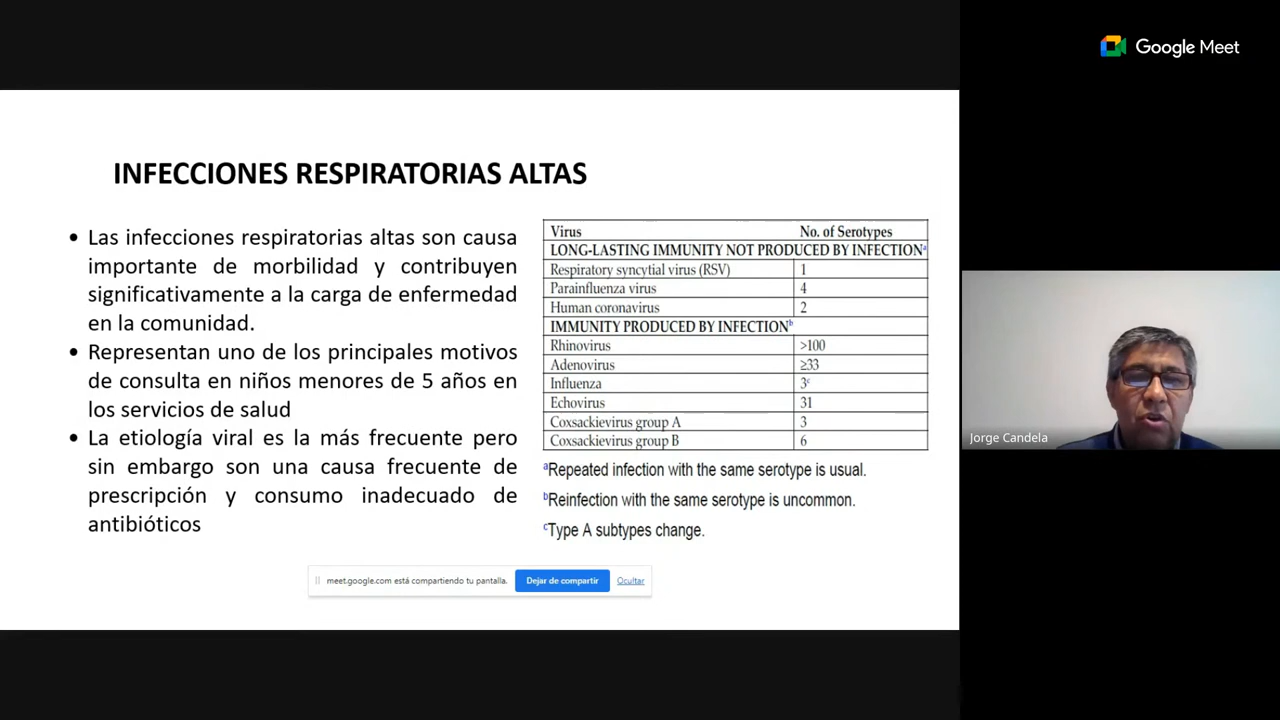 Google Meet
INFECCIONES RESPIRATORIAS ALTAS
• Las infecciones respiratorias altas son causa
importante de morbilidad y contribuyen
significativamente a la carga de enfermedad
en la comunidad.
• Representan uno de los principales motivos
de consulta en niños menores de 5 años en
los servicios de salud
• La etiología viral es la más frecuente pero
sin embargo son una causa frecuente de
prescripción y consumo inadecuado de
antibióticos
Virus No. of Serotypes
LONG-LASTING IMMUNITY NOT PRODUCED BY INFECTIONa
Respiratory syncytial virus (RSV) 1
Parainfluenza virus 4
Human coronavirus 2
IMMUNITY PRODUCED BY INFECTIONb
Rhinovirus >100
Adenovirus ≥33
Influenza 3c
Echovirus 31
Coxsackievirus group A 3
Coxsackievirus group B 6
aRepeated infection with the same serotype is usual.
bReinfection with the same serotype is uncommon.
cType A subtypes change.
meet.google.com está compartiendo tu pantalla. Dejar de compartir Ocultar
Jorge Candela